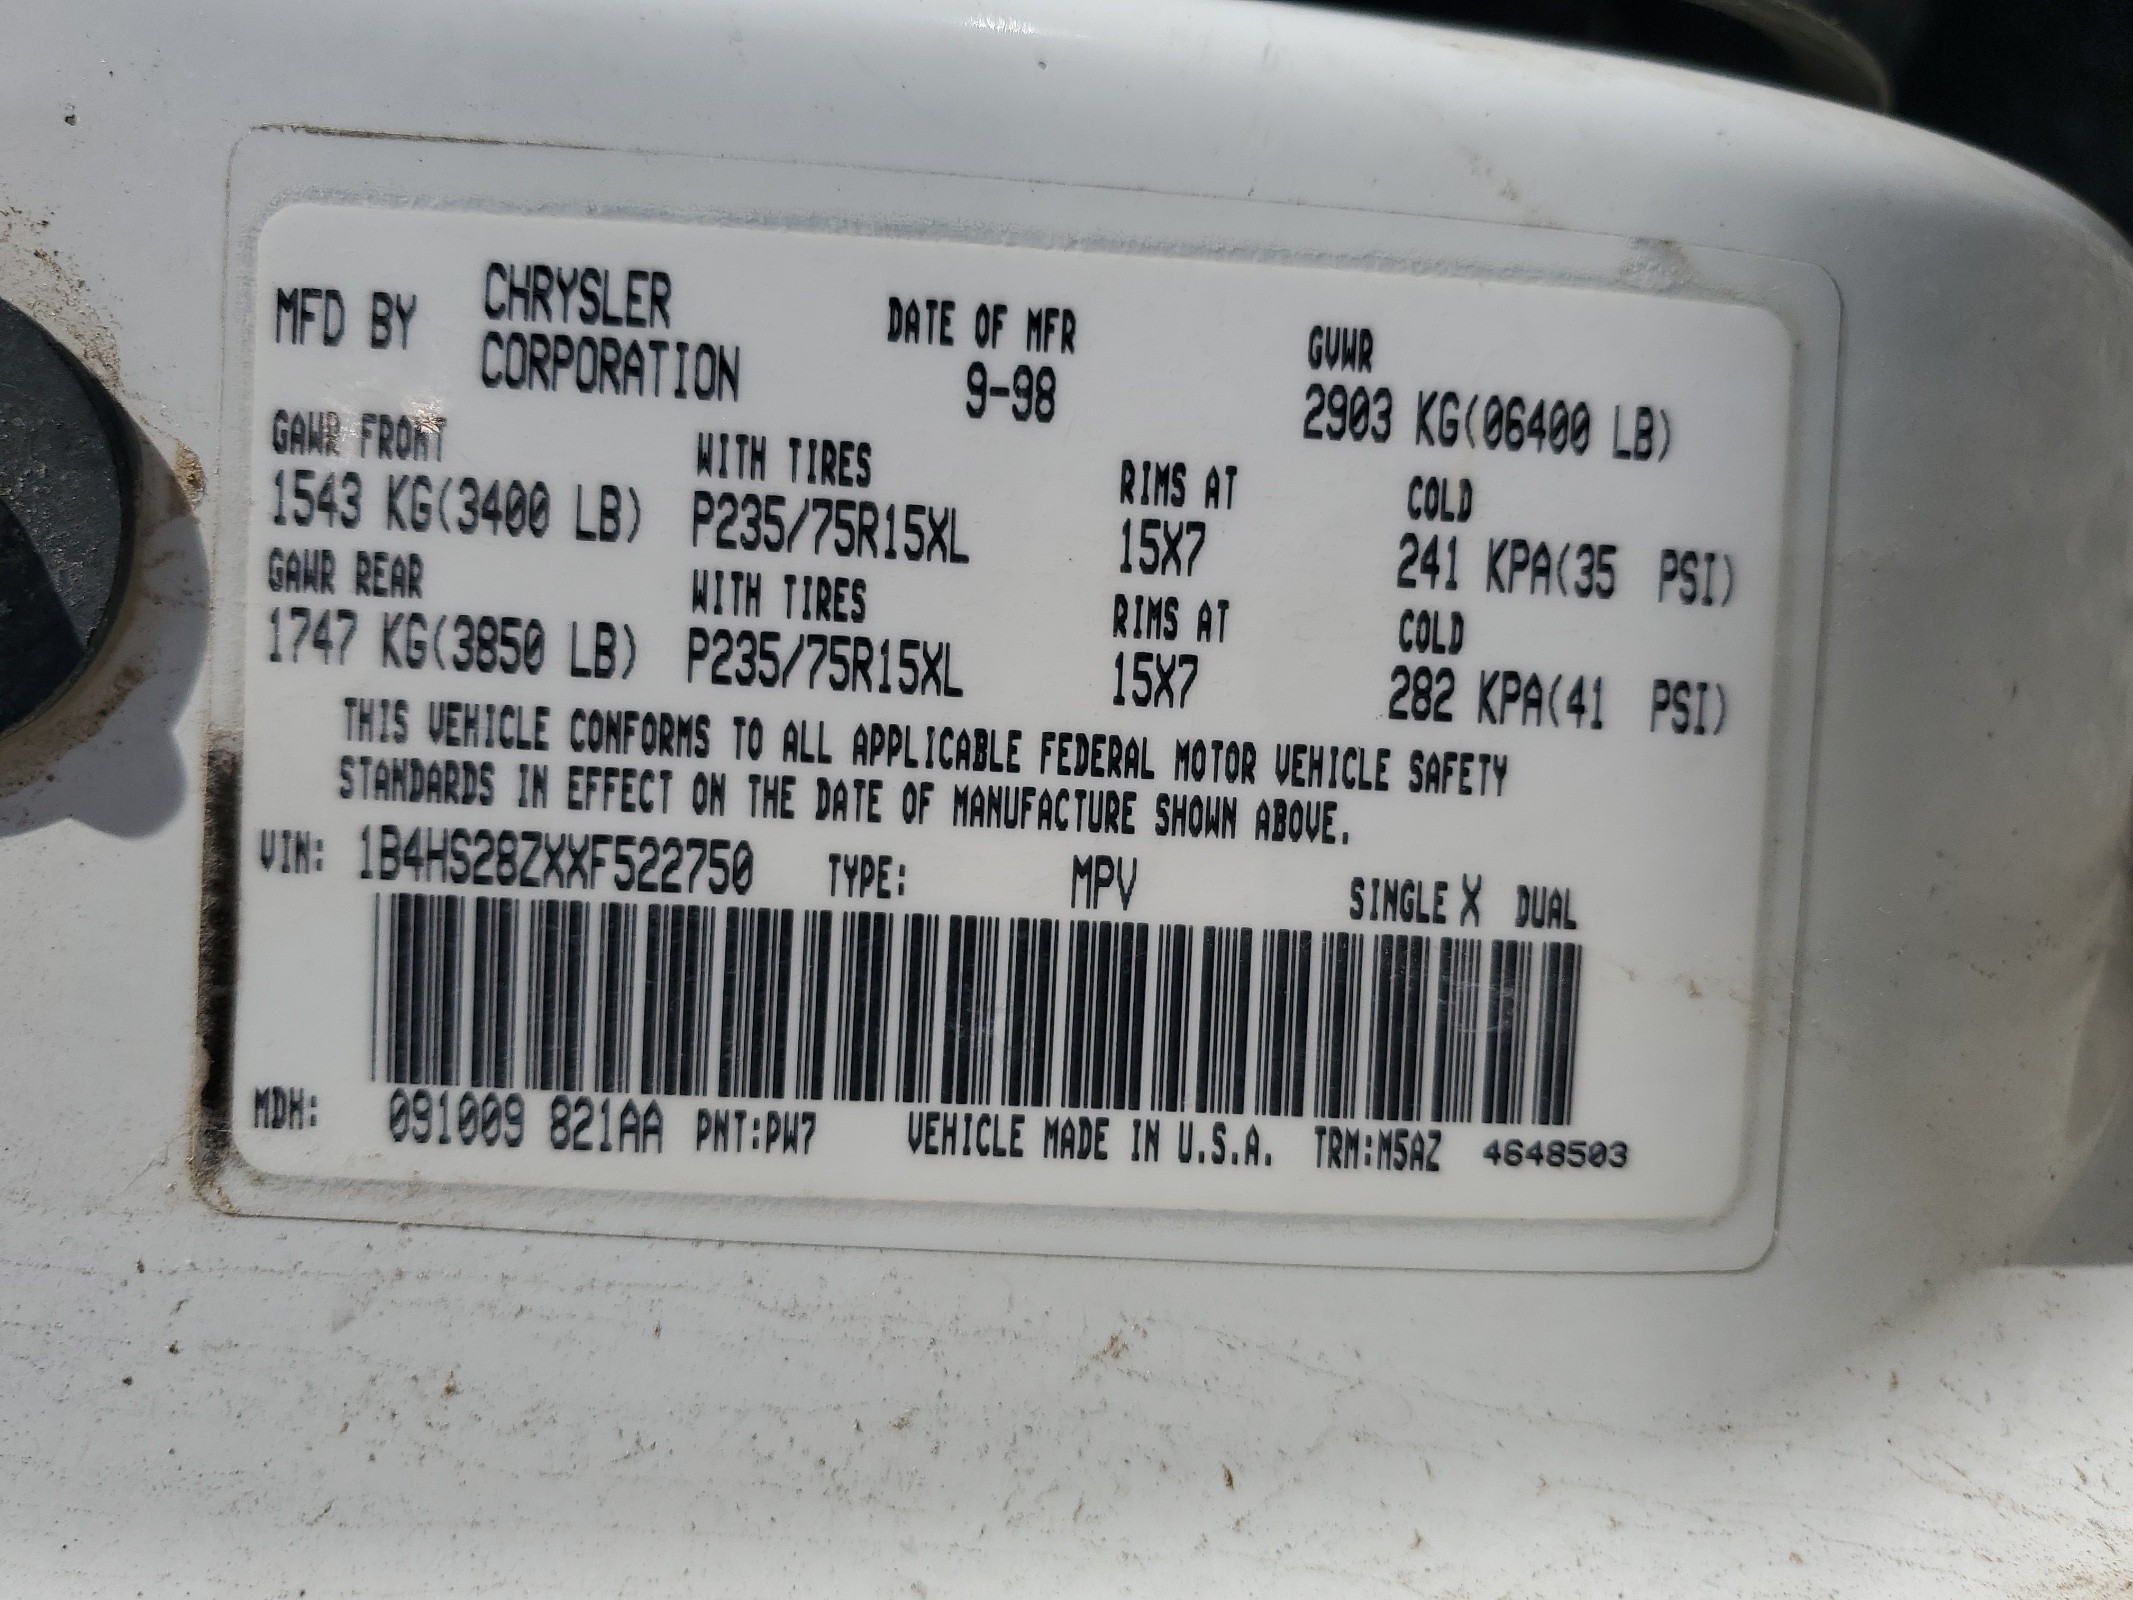 MFD BY CHRYSLER CORPORATION DATE OF MFR 9-98 GVWR 2903 KG(06400 LB)
GAWR FRONT WITH TIRES RIMS AT COLD
1543 KG(3400 LB) P235/75R15XL 15X7 241 KPA(35 PSI)
GAWR REAR WITH TIRES RIMS AT COLD
1747 KG(3850 LB) P235/75R15XL 15X7 282 KPA(41 PSI)
THIS VEHICLE CONFORMS TO ALL APPLICABLE FEDERAL MOTOR VEHICLE SAFETY
STANDARDS IN EFFECT ON THE DATE OF MANUFACTURE SHOWN ABOVE.
VIN: 1B4HS28ZXXF522750 TYPE: MPV SINGLE X DUAL
MDH: 091009 821AA PNT:PW7 VEHICLE MADE IN U.S.A. TRM:M5AZ 4648503